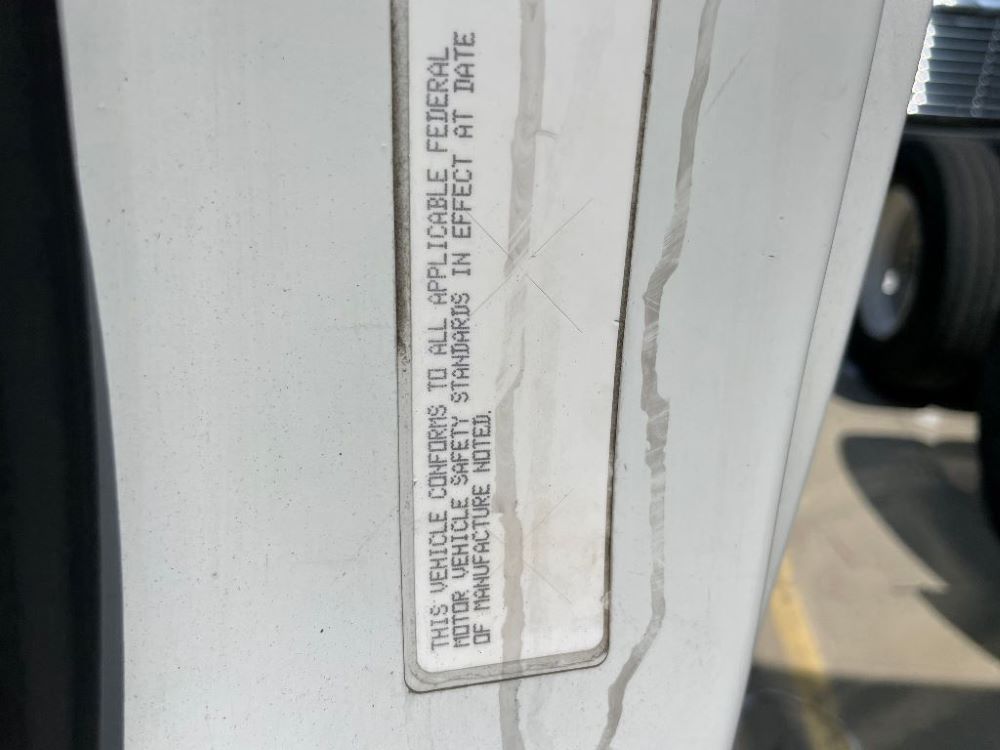 THIS VEHICLE CONFORMS TO ALL APPLICABLE FEDERAL
MOTOR VEHICLE SAFETY STANDARDS IN EFFECT AT DATE
OF MANUFACTURE NOTED.